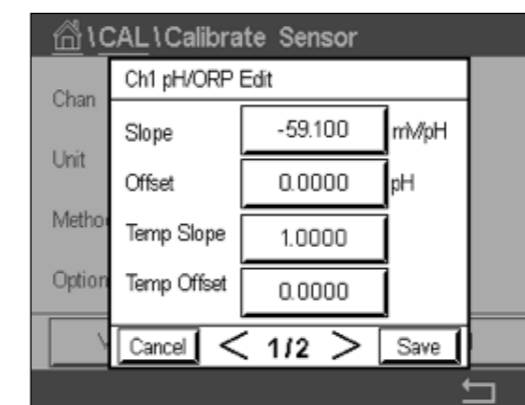 \CAL\Calibrate Sensor
Ch1 pH/ORP Edit
Chan
Slope -59.100 mV/pH
Unit
Offset 0.0000 pH
Metho
Temp Slope 1.0000
Option
Temp Offset 0.0000
Cancel < 1/2 > Save